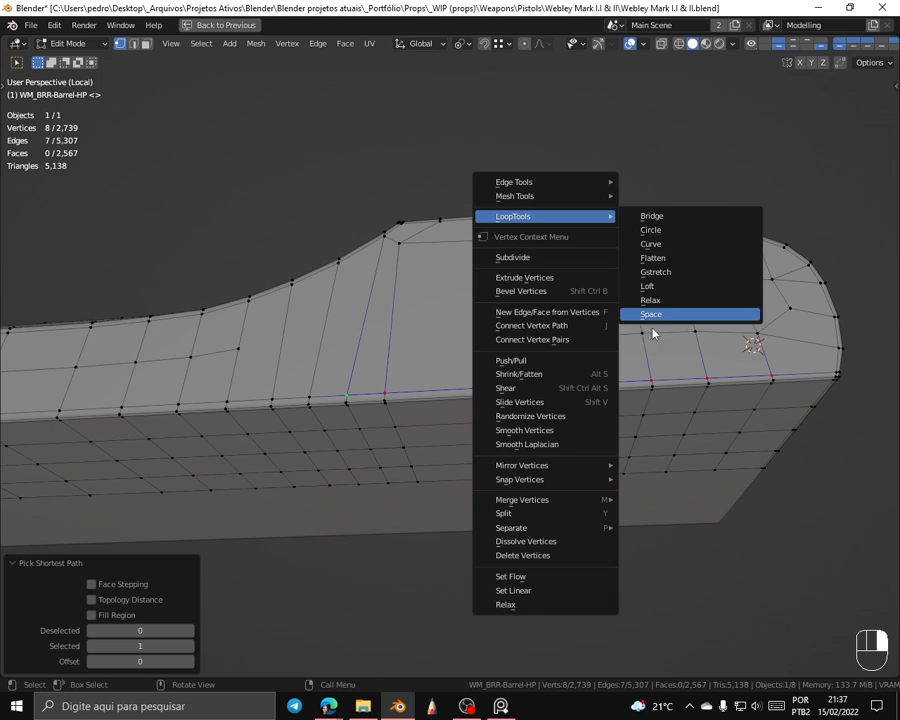 Blender* [C:\Users\pedro\Desktop\_Arquivos\Projetos Ativos\Blender\Blender projetos atuais\_Portfólio\Props\_WIP (props)\Weapons\Pistols\Webley Mark I.I & II\Webley Mark I.I & II.blend]
File Edit Render Window Help Back to Previous Main Scene 2 Modelling
Edit Mode View Select Add Mesh Vertex Edge Face UV Global
X Y Z Options
User Perspective (Local)
(1) WM_BRR-Barrel-HP <>
Objects 1/1
Vertices 8/2,739
Edges 7/5,307
Faces 0/2,567
Triangles 5,138
Edge Tools
Mesh Tools
LoopTools
Vertex Context Menu
Subdivide
Extrude Vertices
Bevel Vertices Shift Ctrl B
New Edge/Face from Vertices F
Connect Vertex Path J
Connect Vertex Pairs
Push/Pull
Shrink/Fatten Alt S
Shear Shift Ctrl Alt S
Slide Vertices Shift V
Randomize Vertices
Smooth Vertices
Smooth Laplacian
Mirror Vertices
Snap Vertices
Merge Vertices M
Split Y
Separate P
Dissolve Vertices
Delete Vertices
Set Flow
Set Linear
Relax
Bridge
Circle
Curve
Flatten
Gstretch
Loft
Relax
Space
Pick Shortest Path
Face Stepping
Topology Distance
Fill Region
Deselected 0
Selected 1
Offset 0
Select Box Select Rotate View Call Menu WM_BRR-Barrel-HP | Verts:8/2,739 | Edges:7/5,307 | Faces:0/2,567 | Tris:5,138 | Objects:1/8 | Memory: 133.7 MiB | VRAM
Digite aqui para pesquisar 21°C POR 21:37
PTB2 15/02/2022